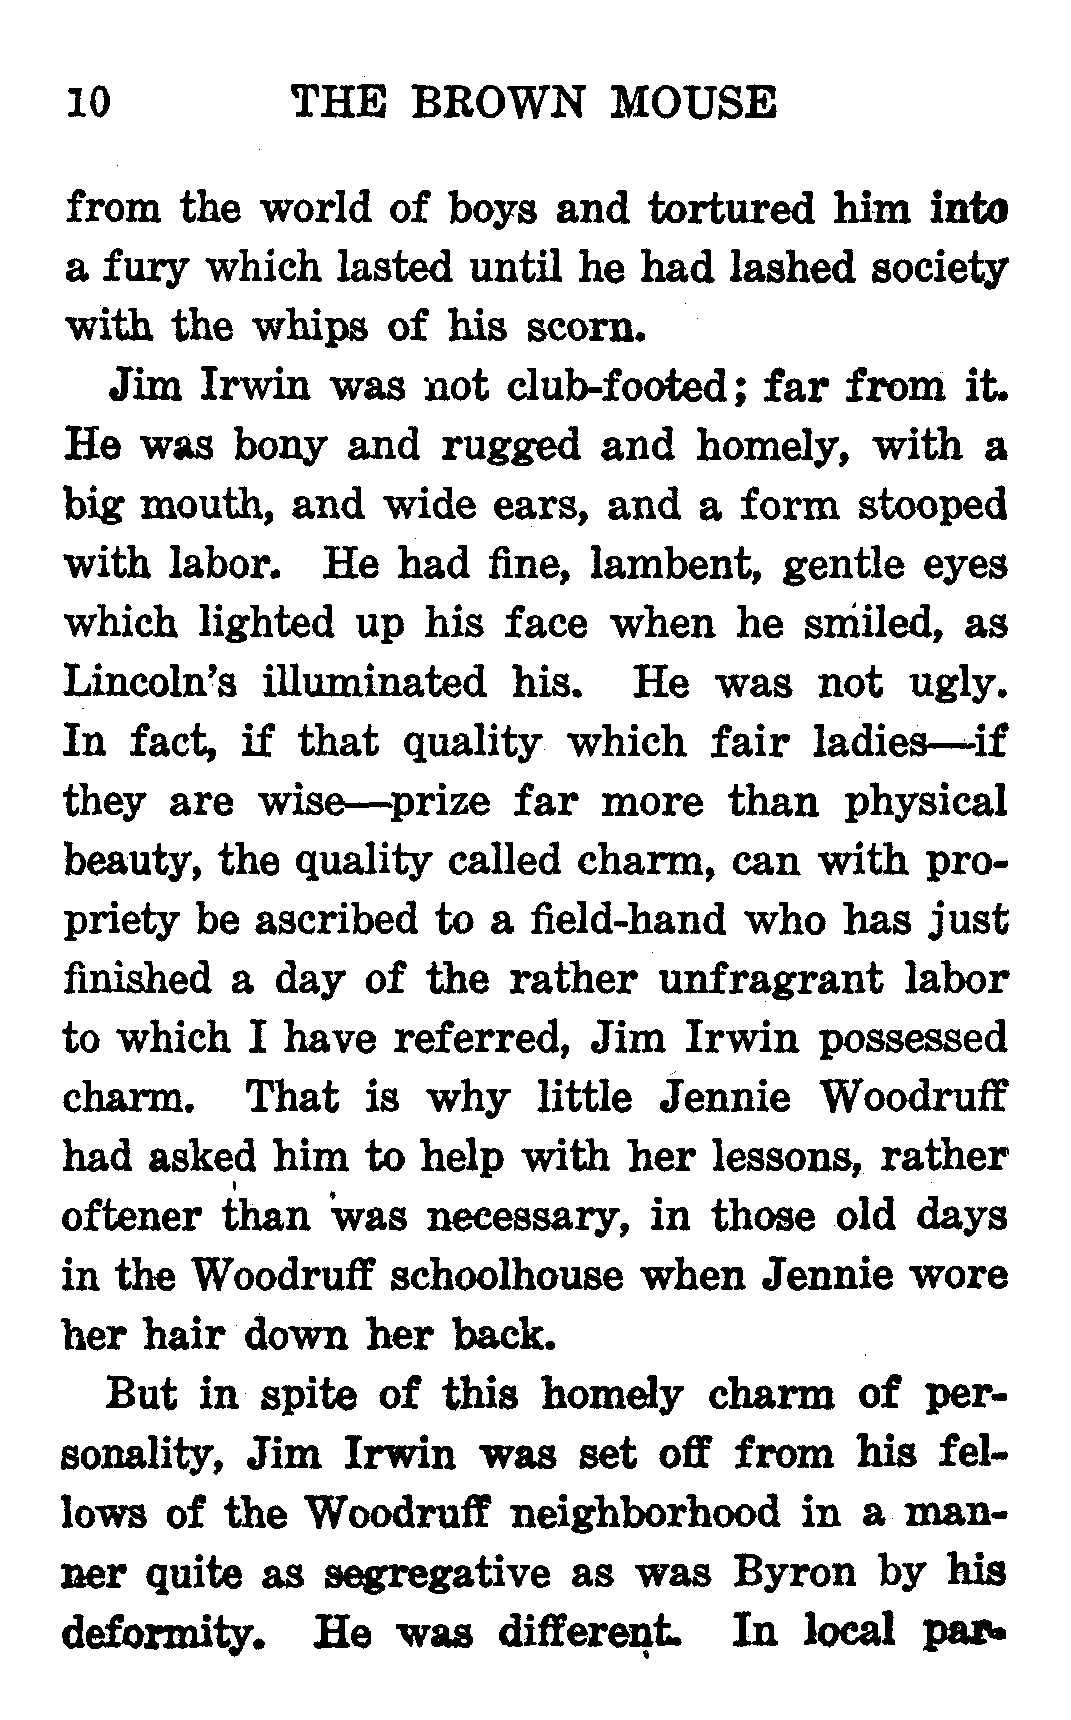 10 THE BROWN MOUSE
from the world of boys and tortured him into
a fury which lasted until he had lashed society
with the whips of his scorn.
Jim Irwin was not club-footed; far from it.
He was bony and rugged and homely, with a
big mouth, and wide ears, and a form stooped
with labor. He had fine, lambent, gentle eyes
which lighted up his face when he smiled, as
Lincoln's illuminated his. He was not ugly.
In fact, if that quality which fair ladies—if
they are wise—prize far more than physical
beauty, the quality called charm, can with pro-
priety be ascribed to a field-hand who has just
finished a day of the rather unfragrant labor
to which I have referred, Jim Irwin possessed
charm. That is why little Jennie Woodruff
had asked him to help with her lessons, rather
oftener than was necessary, in those old days
in the Woodruff schoolhouse when Jennie wore
her hair down her back.
But in spite of this homely charm of per-
sonality, Jim Irwin was set off from his fel-
lows of the Woodruff neighborhood in a man-
ner quite as segregative as was Byron by his
deformity. He was different. In local par-